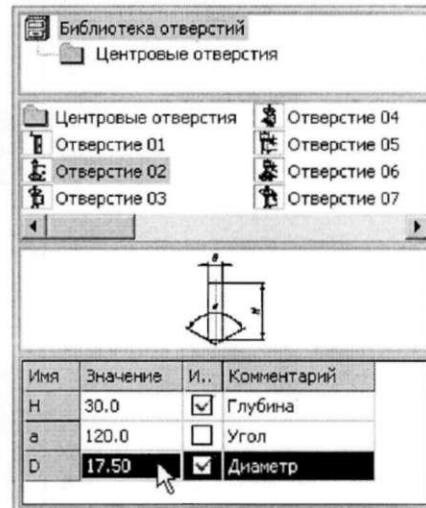 Библиотека отверстий
Центровые отверстия
Центровые отверстия
Отверстие 04
Отверстие 01
Отверстие 05
Отверстие 02
Отверстие 06
Отверстие 03
Отверстие 07
H
Имя Значение И.. Комментарий
H 30.0 Глубина
a 120.0 Угол
D 17.50 Диаметр